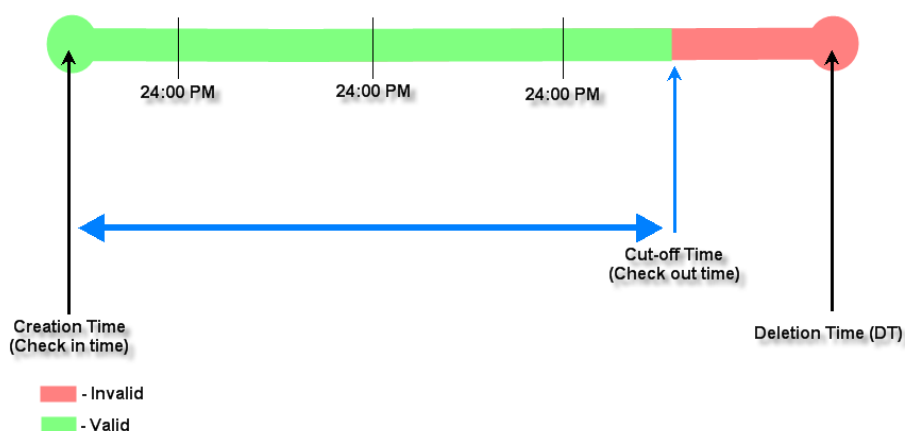 24:00 PM
24:00 PM
24:00 PM
Cut-off Time
(Check out time)
Creation Time
(Check in time)
Deletion Time (DT)
- Invalid
- Valid